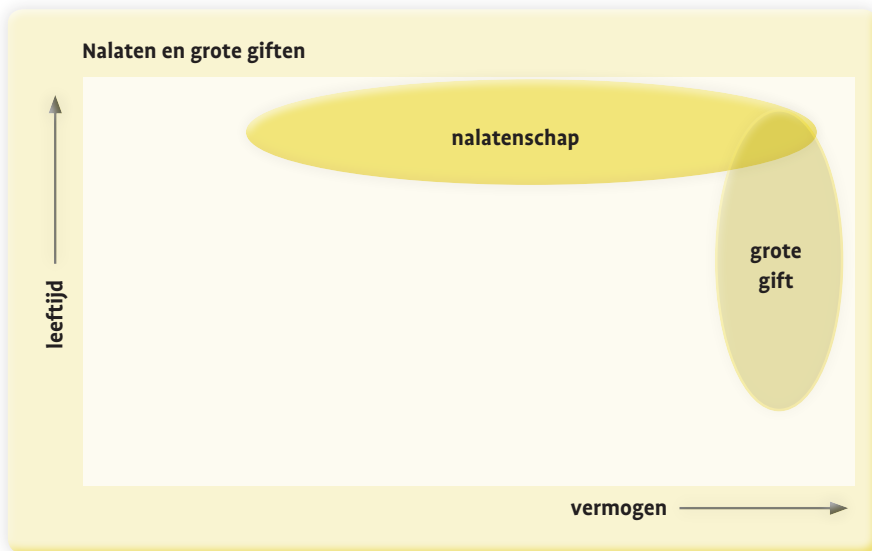 Nalaten en grote giften
nalatenschap
grote
gift
leeftijd
vermogen